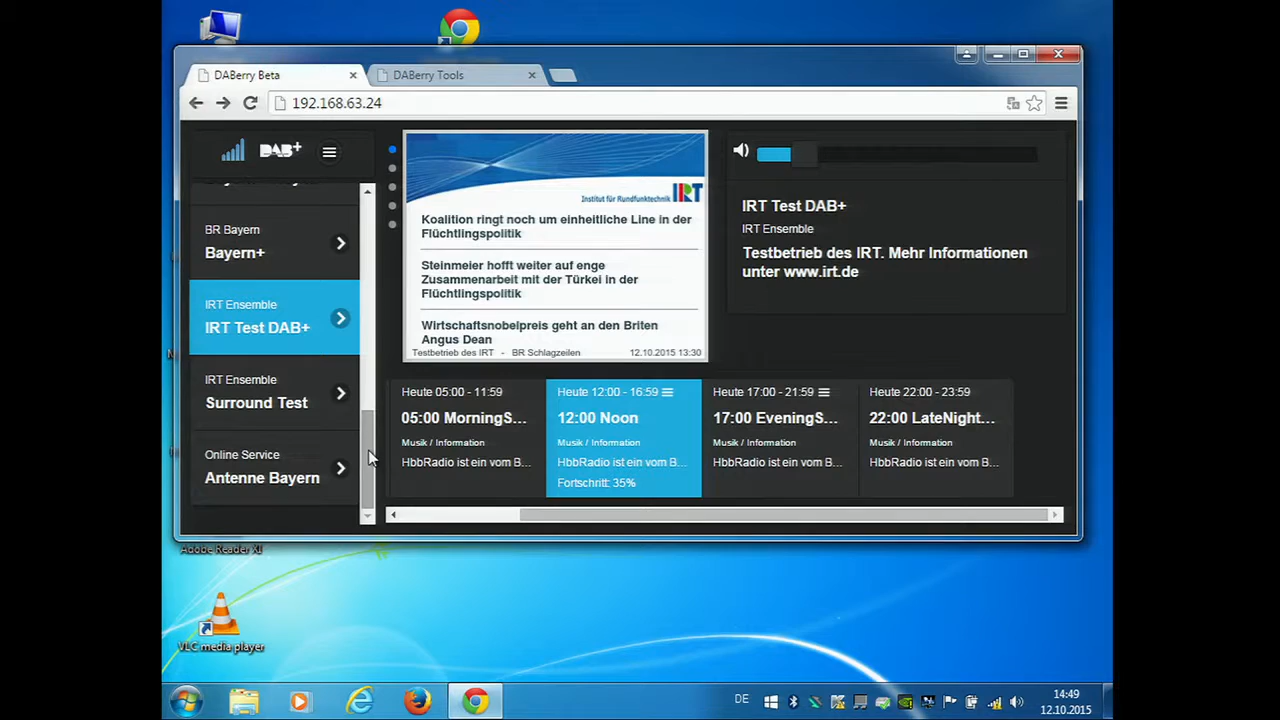 DABerry Beta
DABerry Tools
192.168.63.24
DAB+
BR Bayern
Bayern+
IRT Ensemble
IRT Test DAB+
IRT Ensemble
Surround Test
Online Service
Antenne Bayern
Institut für Rundfunktechnik IRT
Koalition ringt noch um einheitliche Line in der
Flüchtlingspolitik
Steinmeier hofft weiter auf enge
Zusammenarbeit mit der Türkei in der
Flüchtlingspolitik
Wirtschaftsnobelpreis geht an den Briten
Angus Dean
Testbetrieb des IRT - BR Schlagzeilen 12.10.2015 13:30
IRT Test DAB+
IRT Ensemble
Testbetrieb des IRT. Mehr Informationen
unter www.irt.de
Heute 05:00 - 11:59
05:00 MorningS...
Musik / Information
HbbRadio ist ein vom B...
Heute 12:00 - 16:59
12:00 Noon
Musik / Information
HbbRadio ist ein vom B...
Fortschritt: 35%
Heute 17:00 - 21:59
17:00 EveningS...
Musik / Information
HbbRadio ist ein vom B...
Heute 22:00 - 23:59
22:00 LateNight...
Musik / Information
HbbRadio ist ein vom B...
Adobe Reader XI
VLC media player
DE
14:49
12.10.2015